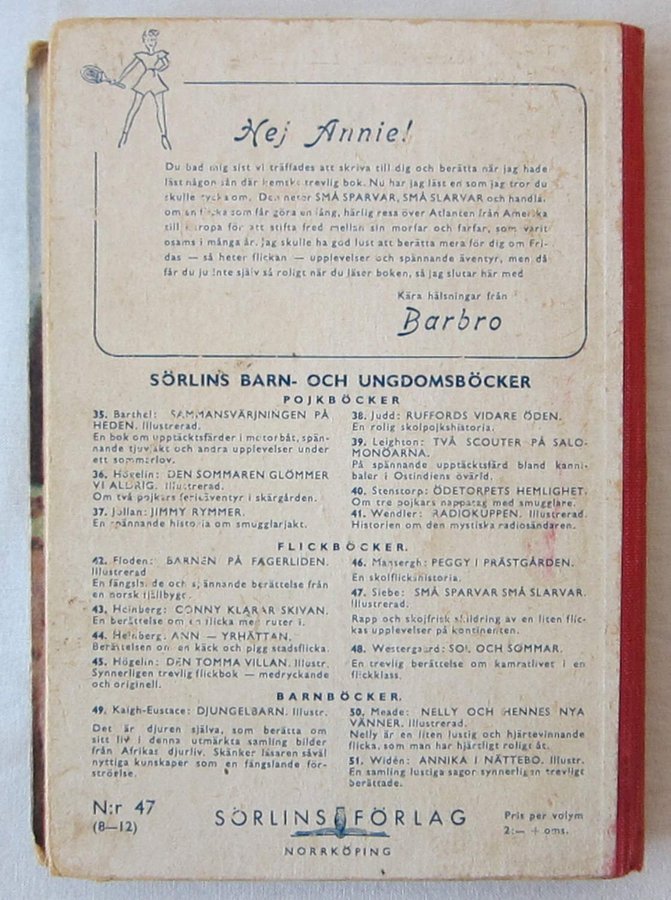 Hej Annie!
Du bad mig sist vi träffades att skriva till dig och berätta när jag hade
läst någon sån där hemskt trevlig bok. Nu har jag läst en som jag tror du
skulle tycka om. Den heter SMÅ SPARVAR, SMÅ SLARVAR och handla.
om en flicka som får göra en lång, härlig resa över Atlanten från Amerika
till Europa för att stifta fred mellan sin morfar och farfar, som varit
osams i många år. Jag skulle ha god lust att berätta mera för dig om Fri-
das — så heter flickan — upplevelser och spännande äventyr, men då
får du ju inte själv så roligt när du läser boken, så jag slutar här med
Kära hälsningar från
Barbro
SÖRLINS BARN- OCH UNGDOMSBÖCKER
POJKBÖCKER
35. Barthel: SAMMANSVÄRJNINGEN PÅ
HEDEN. Illustrerad.
En bok om upptäcktsfärder i motorbåt, spän-
nande tjuvjakt och andra upplevelser under
ett sommarlov.
36. Högelin: DEN SOMMAREN GLÖMMER
VI ALDRIG. Illustrerad.
Om två pojkars ferieäventyr i skärgården.
37. Jullan: JIMMY RYMMER.
En spännande historia om smugglarjakt.
38. Judd: RUFFORDS VIDARE ÖDEN.
En rolig skolpojkshistoria.
39. Leighton: TVÅ SCOUTER PÅ SALO-
MONÖARNA.
På spännande upptäcktsfärd bland kanni-
baler i Ostindiens övärld.
40. Stenstorp: ÖDETORPETS HEMLIGHET.
Om tre pojkars nappatag med smugglare.
41. Wendler: RADIOKUPPEN. Illustrerad.
Historien om den mystiska radiosändaren.
FLICKBÖCKER.
42. Floden: BARNEN PÅ FAGERLIDEN.
Illustrerad
En fängslande och spännande berättelse från
en norsk fjällbygd.
43. Heinberg: CONNY KLARAR SKIVAN.
En berättelse om en flicka med ruter i.
44. Heinberg: ANN — YRHÄTTAN.
Berättelsen om en käck och pigg stadsflicka.
45. Högelin: DEN TOMMA VILLAN. Illustr.
Synnerligen trevlig flickbok — medryckande
och originell.
46. Mansergh: PEGGY I PRÄSTGÅRDEN.
En skolflickshistoria.
47. Siebe: SMÅ SPARVAR SMÅ SLARVAR.
Illustrerad.
Rapp och skojfrisk skildring av en liten flic-
kas upplevelser på kontinenten.
48. Westergaard: SOL OCH SOMMAR.
En trevlig berättelse om kamratlivet i en
flickklass.
BARNBÖCKER.
49. Kaigh-Eustace: DJUNGELBARN. Illustr.
Det är djuren själva, som berätta om
sitt liv i denna utmärkta samling bilder
från Afrikas djurliv. Skänker läsaren såväl
nyttiga kunskaper som en fängslande för-
ströelse.
50. Meade: NELLY OCH HENNES NYA
VÄNNER. Illustrerad.
Nelly är en liten lustig och hjärtevinnande
flicka, som man har hjärtligt roligt åt.
51. Widén: ANNIKA I NÄTTEBO. Illustr.
En samling lustiga sagor synnerligen trevligt
berättade.
N:r 47
(8—12)
SÖRLINS FÖRLAG
NORRKÖPING
Pris per volym
2:— + oms.